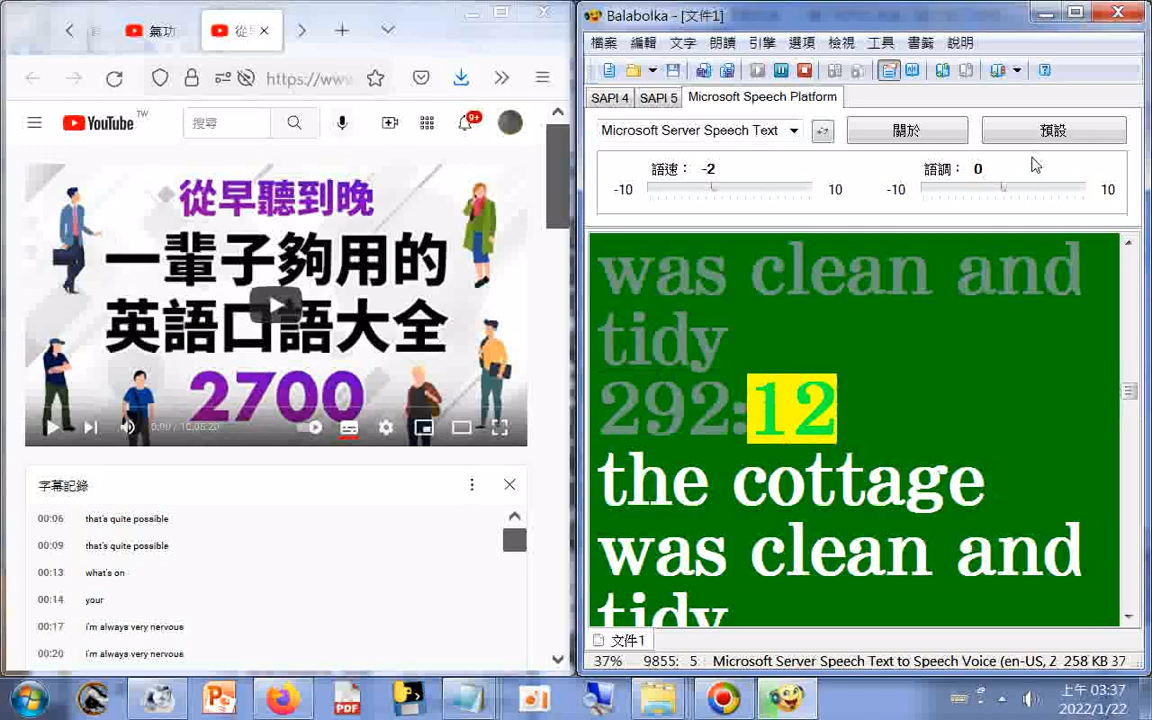 氣功
從
https://www
YouTube TW
搜尋
9+
從早聽到晚
一輩子夠用的
英語口語大全
2700
0:00 / 10:05:20
字幕記錄
00:06 that's quite possible
00:09 that's quite possible
00:13 what's on
00:14 your
00:17 i'm always very nervous
00:20 i'm always very nervous
Balabolka - [文件1]
檔案 編輯 文字 朗讀 引擎 選項 檢視 工具 書籤 說明
SAPI 4 SAPI 5 Microsoft Speech Platform
Microsoft Server Speech Text 關於 預設
語速： -2 語調： 0
-10 10 -10 10
was clean and
tidy
292:12
the cottage
was clean and
tidy
文件1
37% 9855: 5 Microsoft Server Speech Text to Speech Voice (en-US, Z 258 KB 37
PDF
上午 03:37
2022/1/22